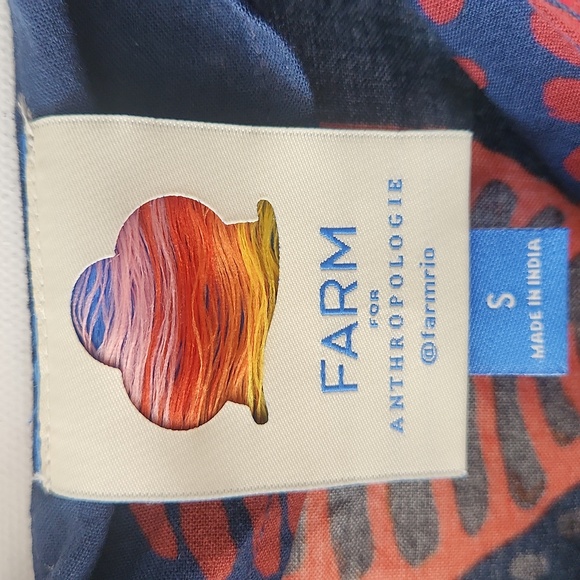 FARM
FOR
ANTHROPOLOGIE
@farmrio
S
MADE IN INDIA